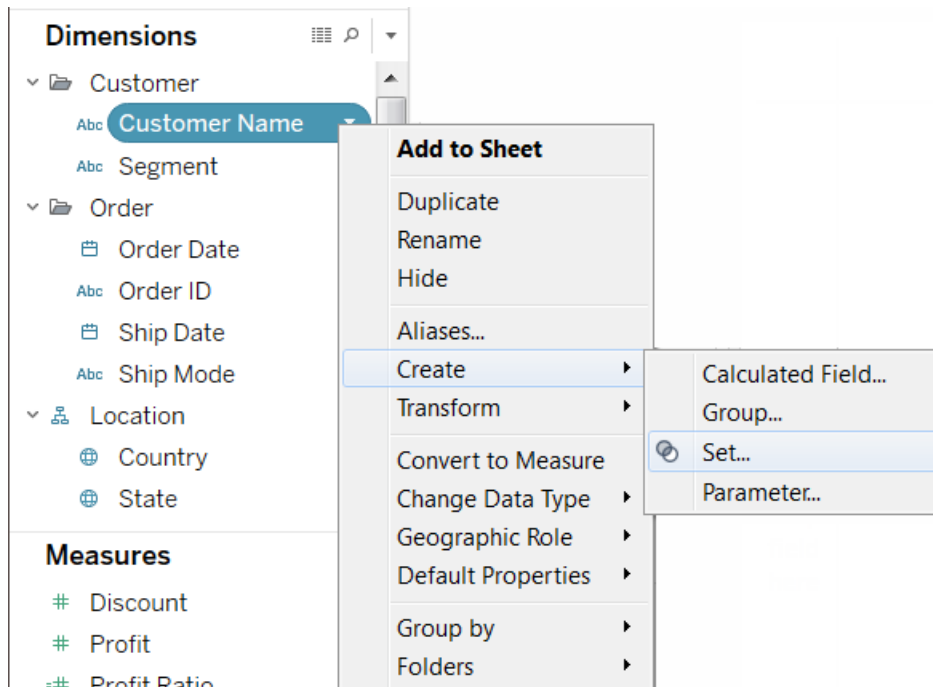 Dimensions
Customer
Abc Customer Name
Abc Segment
Order
Order Date
Abc Order ID
Ship Date
Abc Ship Mode
Location
Country
State
Measures
# Discount
# Profit
=# Profit Ratio
Add to Sheet
Duplicate
Rename
Hide
Aliases...
Create
Transform
Convert to Measure
Change Data Type
Geographic Role
Default Properties
Group by
Folders
Calculated Field...
Group...
Set...
Parameter...